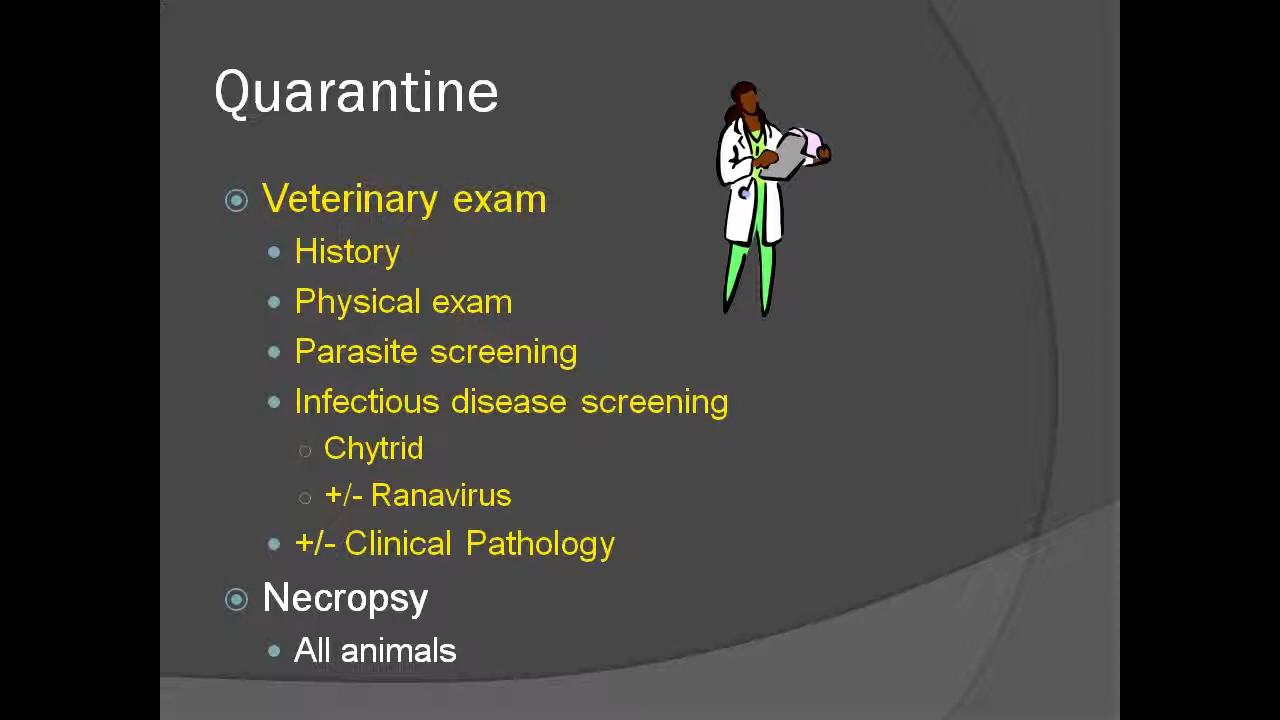 Quarantine
Veterinary exam
History
Physical exam
Parasite screening
Infectious disease screening
Chytrid
+/- Ranavirus
+/- Clinical Pathology
Necropsy
All animals